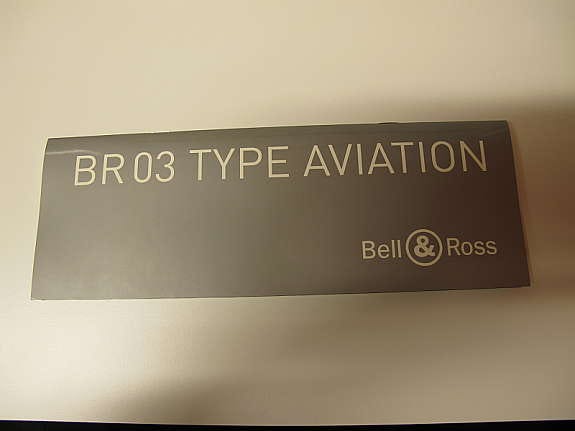 BR 03 TYPE AVIATION
Bell & Ross